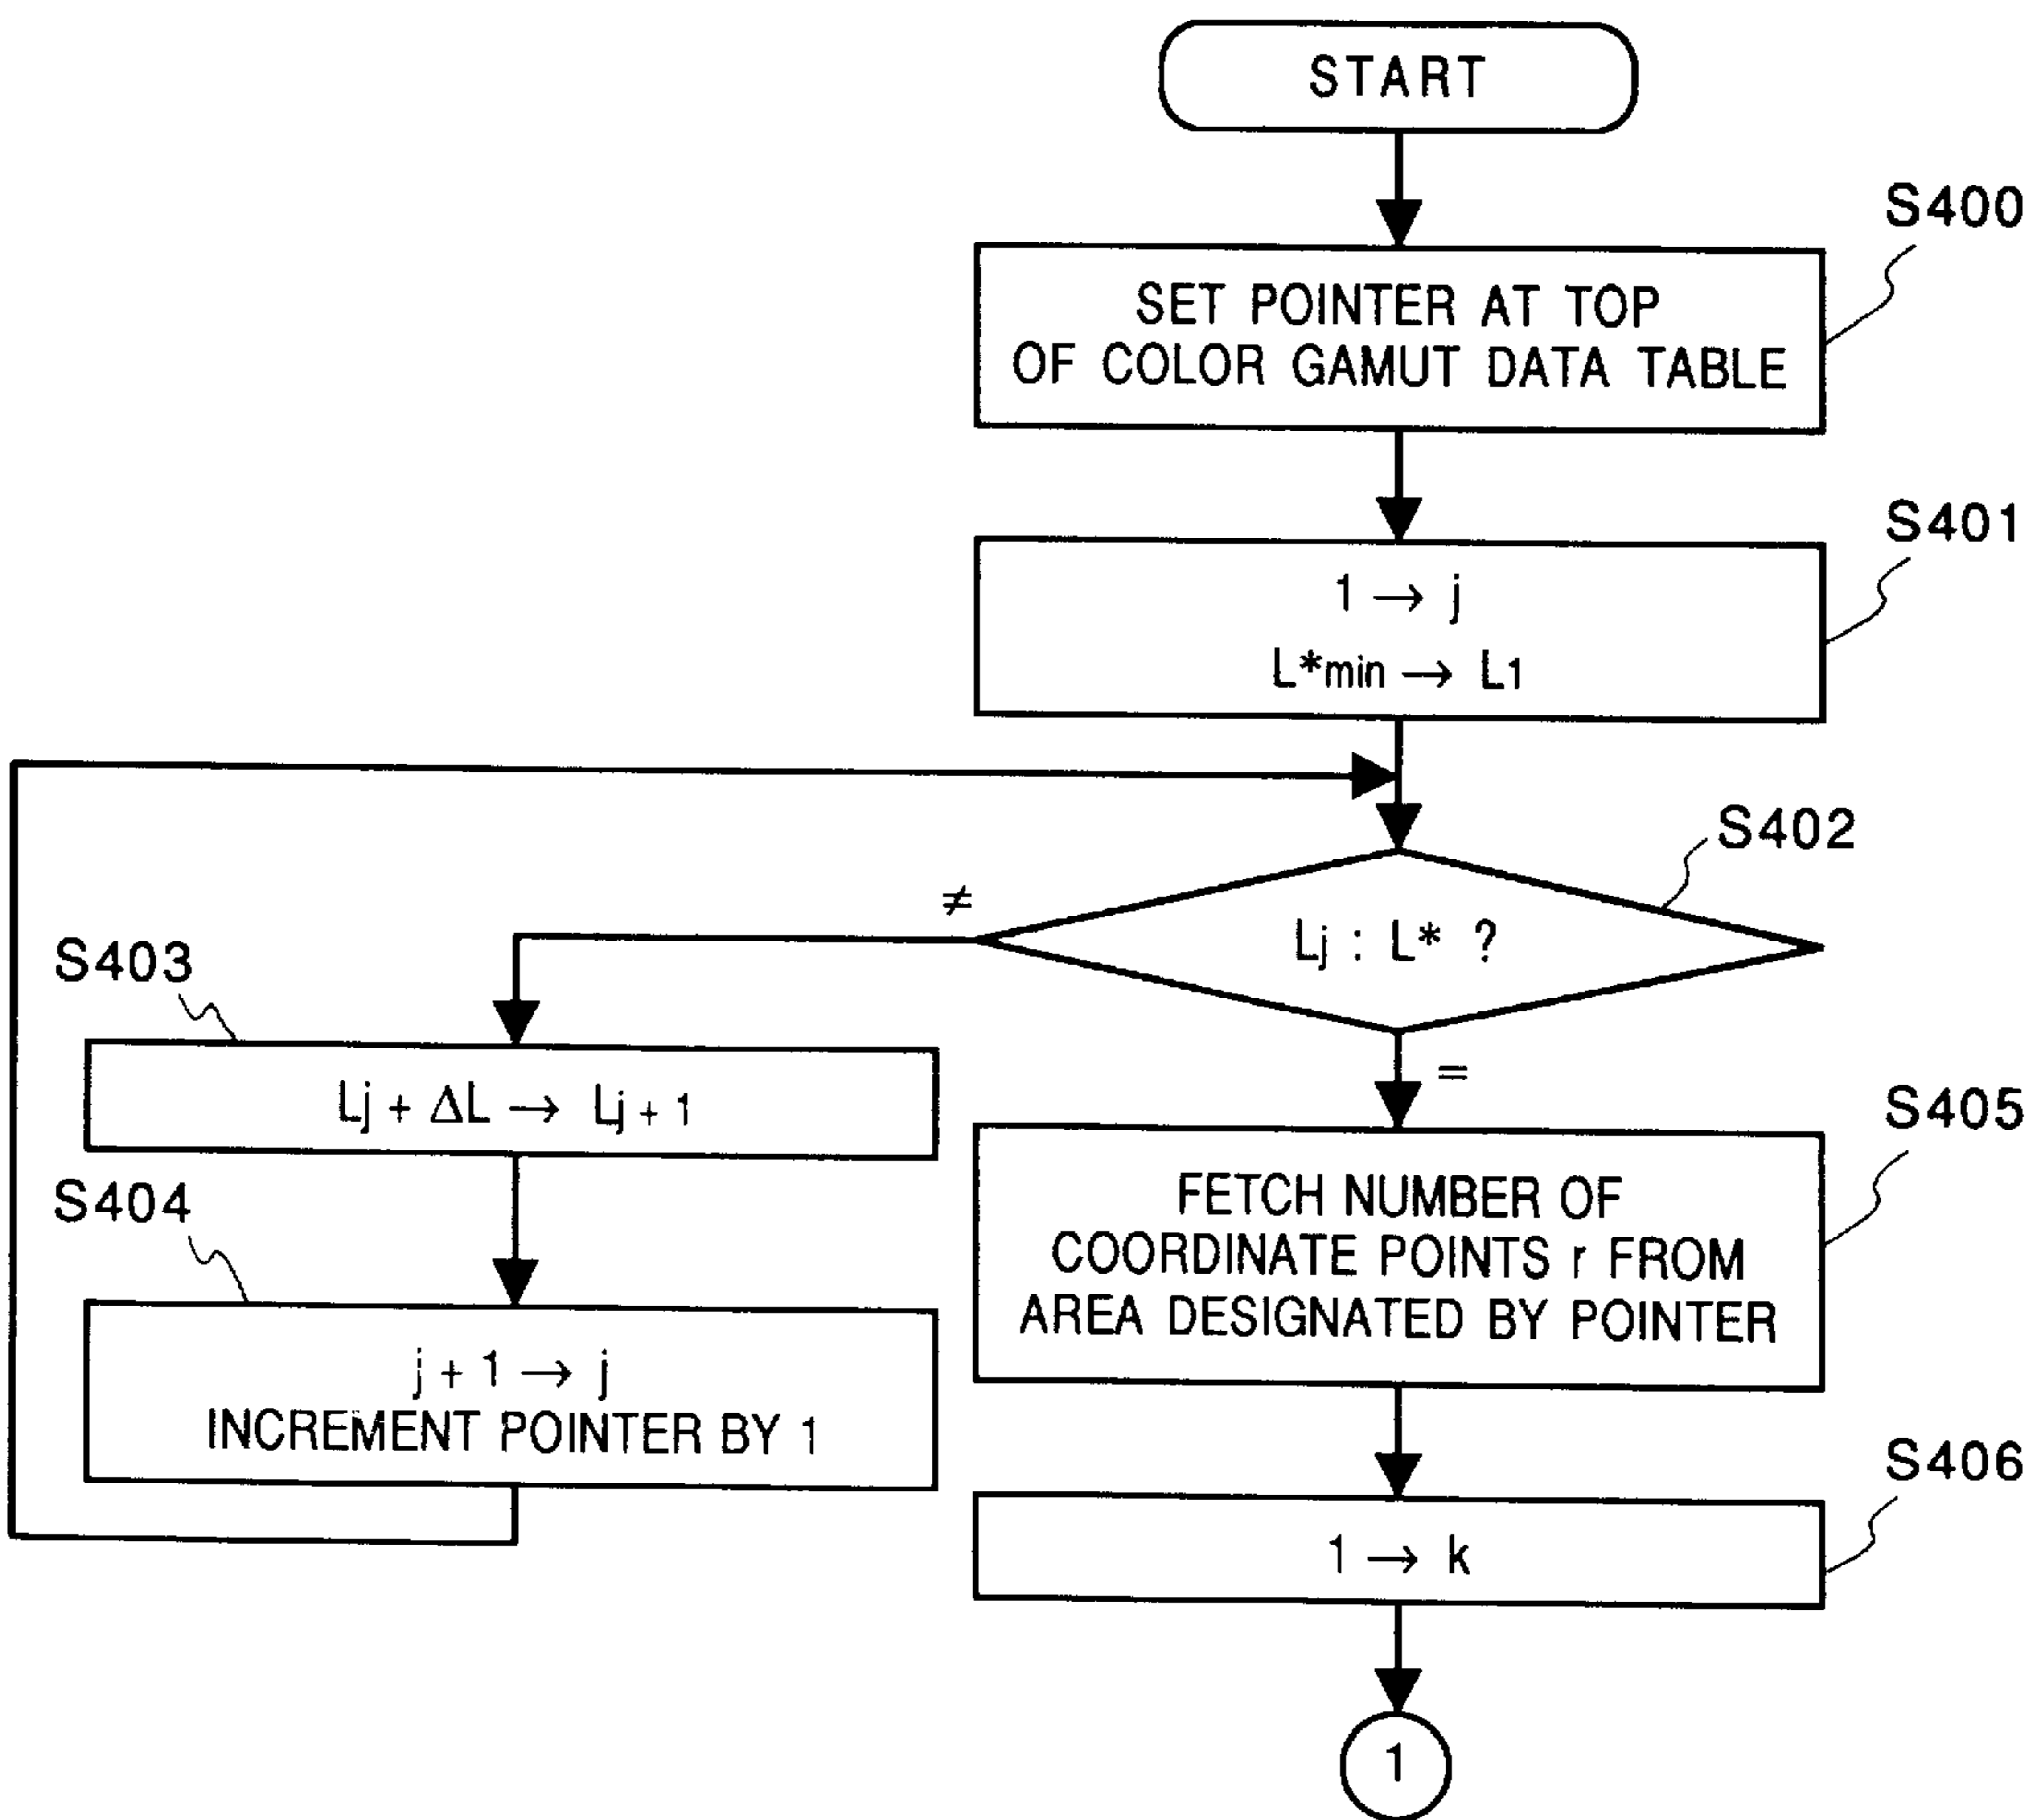 START
S400
SET POINTER AT TOP
OF COLOR GAMUT DATA TABLE
S401
1 → j
L*min → L1
S402
Lj : L* ?
≠
=
S403
Lj + ΔL → Lj + 1
S404
j + 1 → j
INCREMENT POINTER BY 1
S405
FETCH NUMBER OF
COORDINATE POINTS r FROM
AREA DESIGNATED BY POINTER
S406
1 → k
1